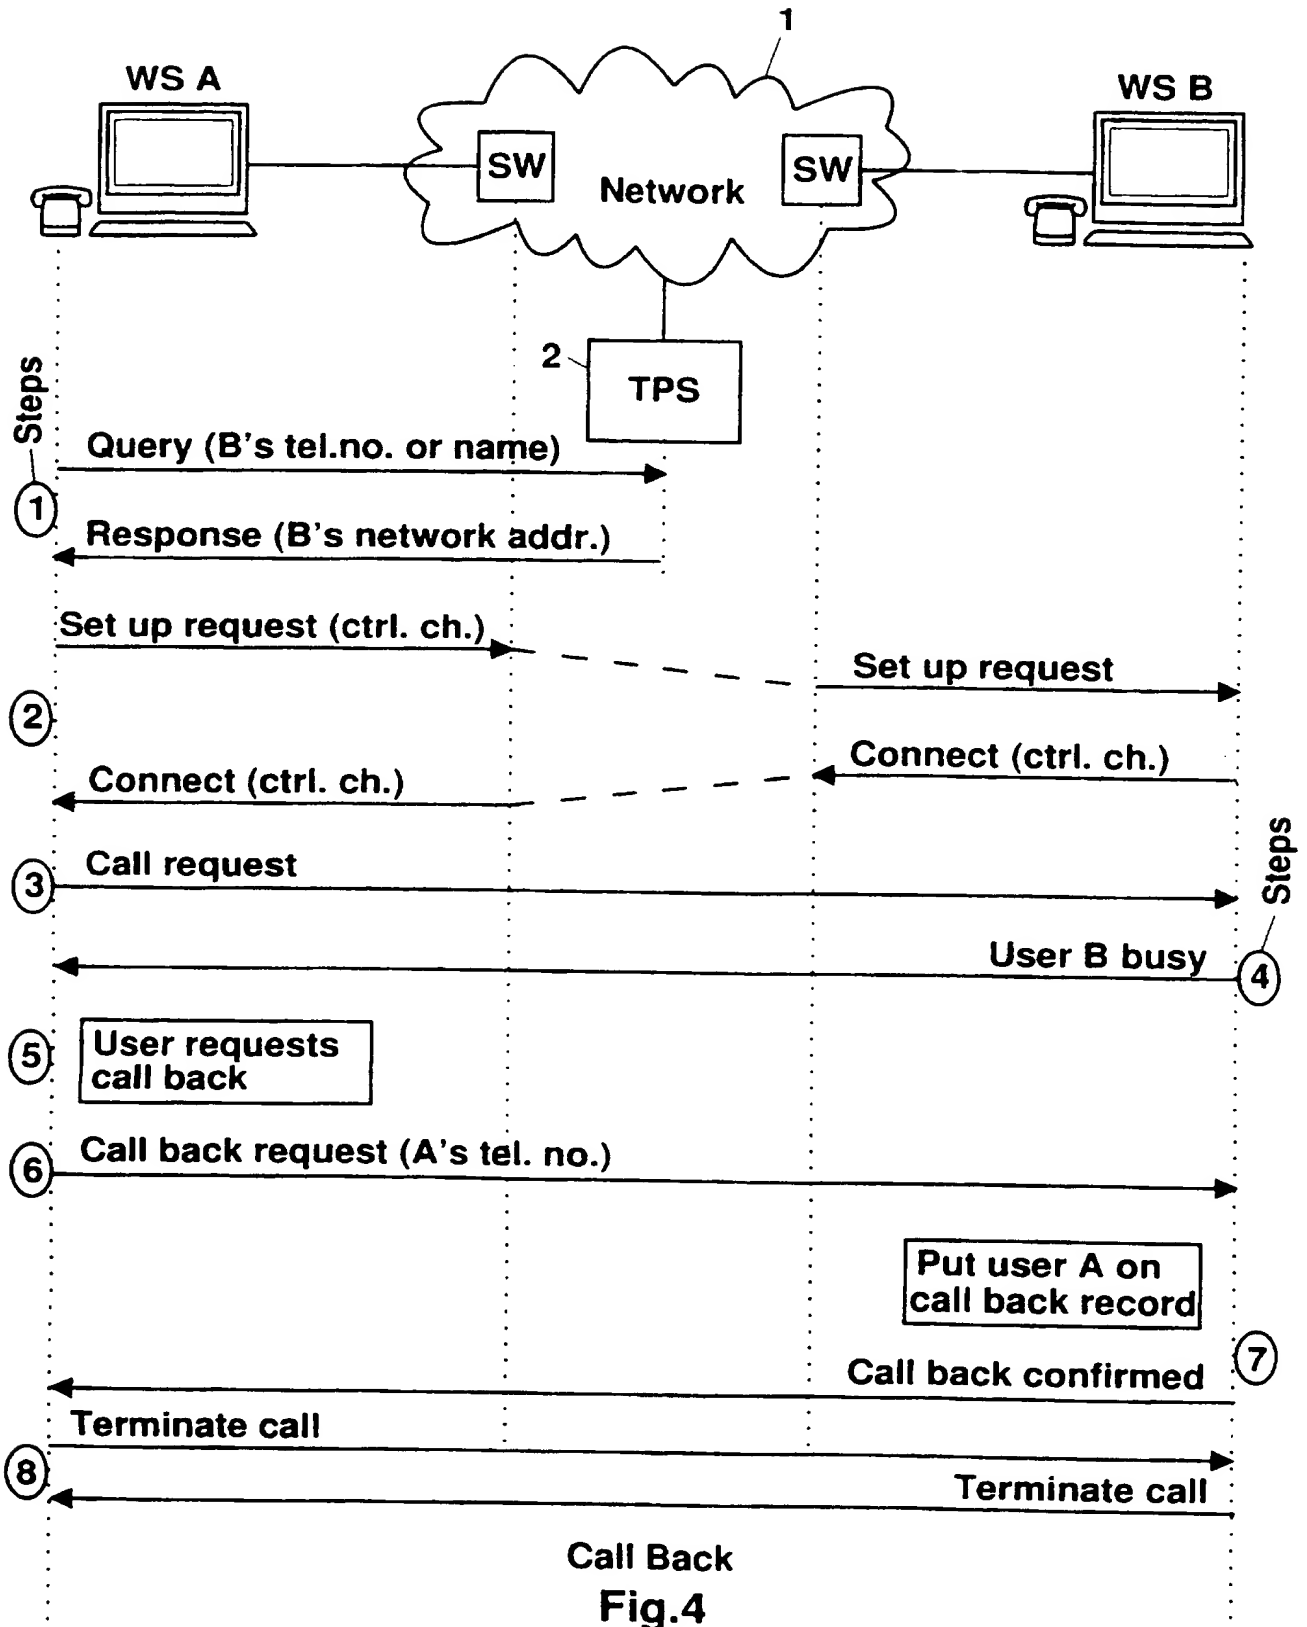 1
WS A
WS B
SW
SW
Network
2
TPS
Steps
Query (B's tel.no. or name)
1
Response (B's network addr.)
Set up request (ctrl. ch.)
Set up request
2
Connect (ctrl. ch.)
Connect (ctrl. ch.)
Steps
Call request
3
User B busy
4
5
User requests
call back
Call back request (A's tel. no.)
6
Put user A on
call back record
7
Call back confirmed
Terminate call
8
Terminate call
Call Back
Fig.4